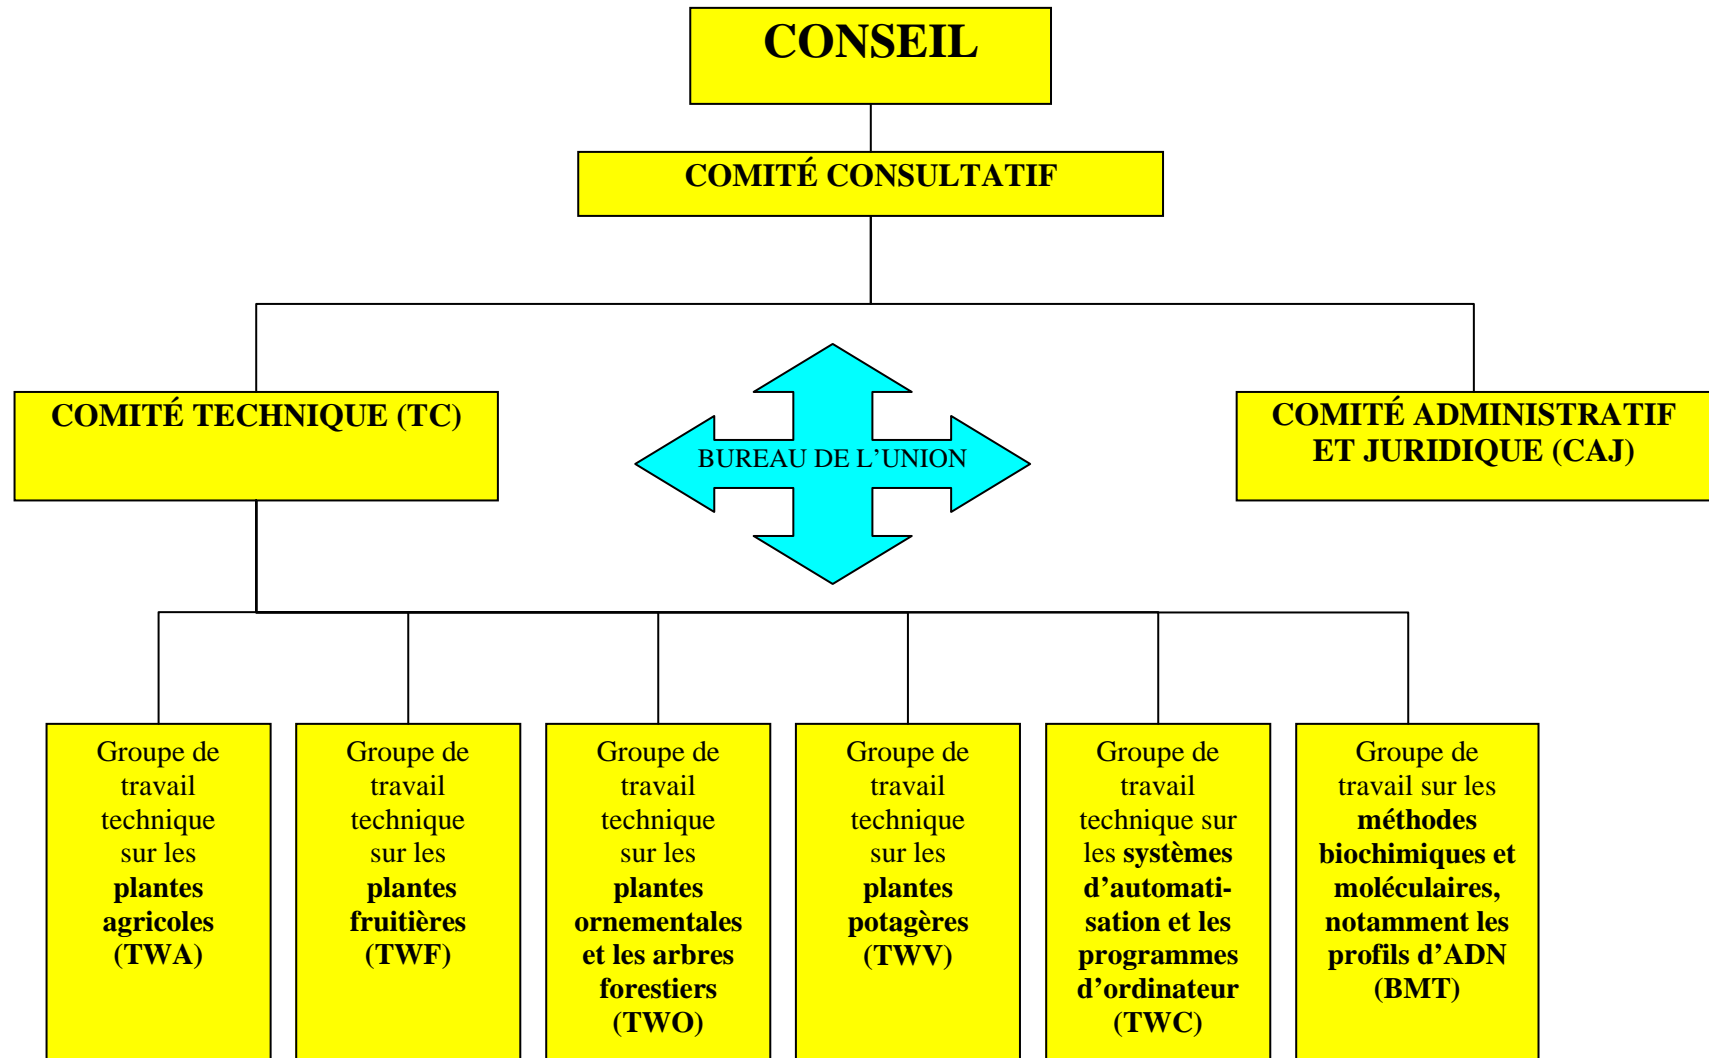 CONSEIL
COMITÉ CONSULTATIF
COMITÉ TECHNIQUE (TC)
BUREAU DE L’UNION
COMITÉ ADMINISTRATIF
ET JURIDIQUE (CAJ)
Groupe de
travail
technique
sur les
plantes
agricoles
(TWA)
Groupe de
travail
technique
sur les
plantes
fruitières
(TWF)
Groupe de
travail
technique
sur les
plantes
ornementales
et les arbres
forestiers
(TWO)
Groupe de
travail
technique
sur les
plantes
potagères
(TWV)
Groupe de
travail
technique sur
les systèmes
d’automati-
sation et les
programmes
d’ordinateur
(TWC)
Groupe de
travail sur les
méthodes
biochimiques et
moléculaires,
notamment les
profils d’ADN
(BMT)